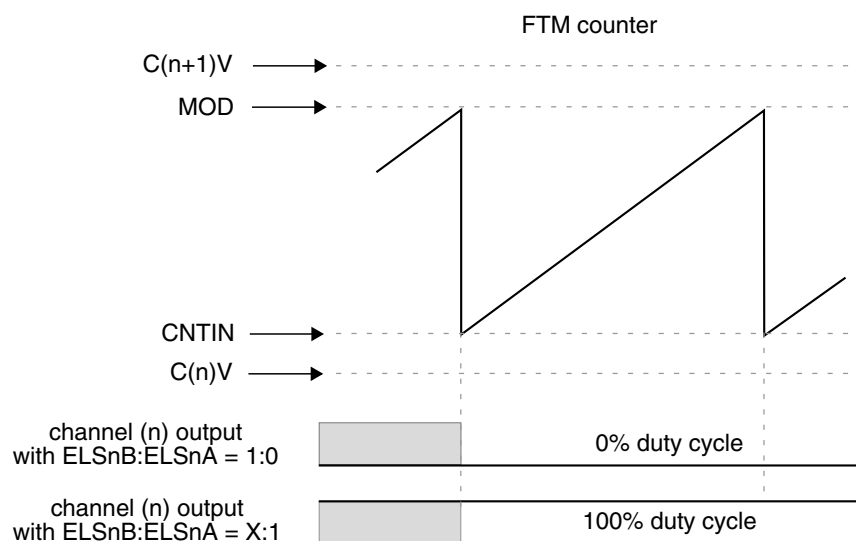 FTM counter
C(n+1)V
MOD
CNTIN
C(n)V
channel (n) output
with ELSnB:ELSnA = 1:0
0% duty cycle
channel (n) output
with ELSnB:ELSnA = X:1
100% duty cycle